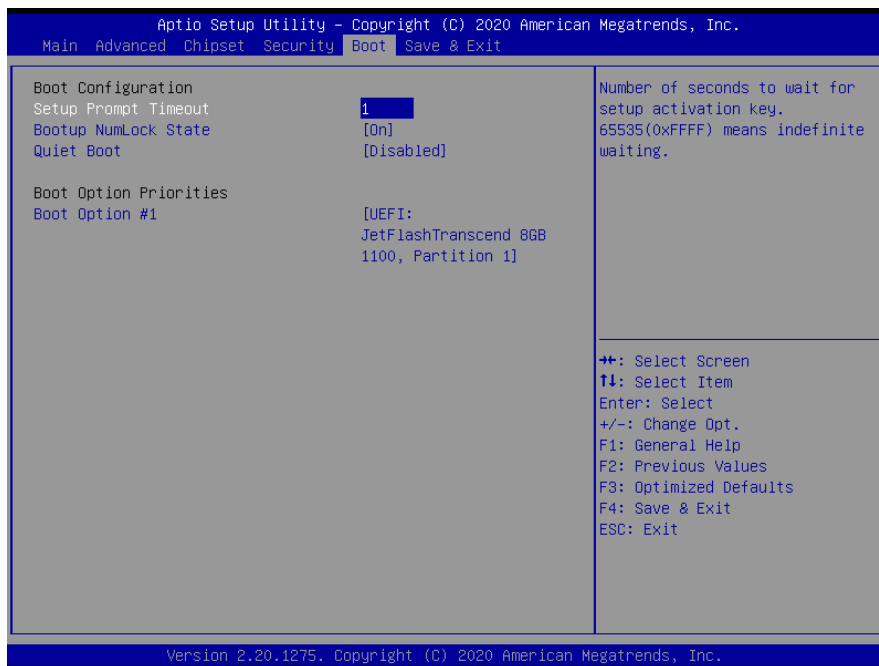 Aptio Setup Utility – Copyright (C) 2020 American Megatrends, Inc.
Main Advanced Chipset Security Boot Save & Exit
Boot Configuration
Setup Prompt Timeout 1
Bootup NumLock State [On]
Quiet Boot [Disabled]
Boot Option Priorities
Boot Option #1 [UEFI:
JetFlashTranscend 8GB
1100, Partition 1]
Number of seconds to wait for
setup activation key.
65535(0xFFFF) means indefinite
waiting.
→←: Select Screen
↑↓: Select Item
Enter: Select
+/-: Change Opt.
F1: General Help
F2: Previous Values
F3: Optimized Defaults
F4: Save & Exit
ESC: Exit
Version 2.20.1275. Copyright (C) 2020 American Megatrends, Inc.